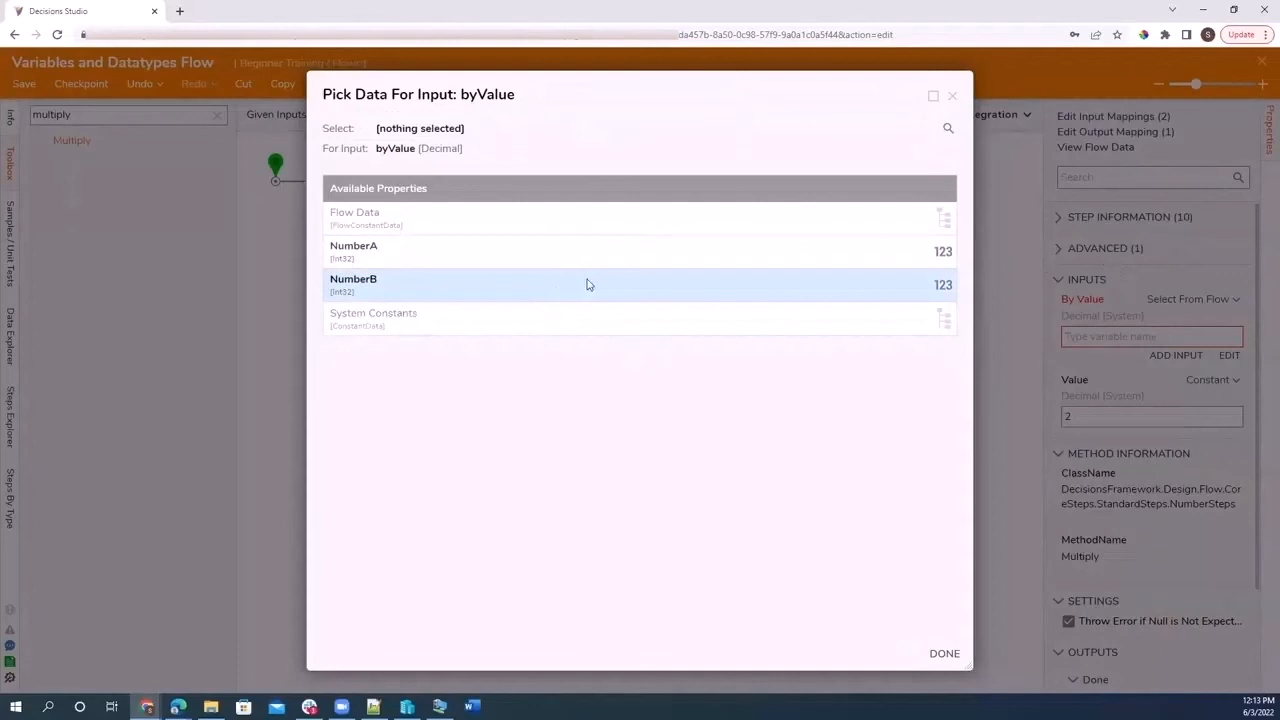 Decisions Studio
da457b-8a50-0c98-57f9-9a0a1c0a5f44&action=edit
S
Update
Variables and Datatypes Flow
[ Beginner Training ( Flows) ]
Save Checkpoint Undo Redo Cut Copy
Info
Toolbox
Samples / Unit Tests
Data Explorer
Steps Explorer
Steps By Type
multiply
Multiply
Given Inputs
Pick Data For Input: byValue
Select: [nothing selected]
For Input: byValue [Decimal]
Available Properties
Flow Data
[FlowConstantData]
NumberA
[Int32]
123
NumberB
[Int32]
123
System Constants
[ConstantData]
DONE
egration
Properties
Edit Input Mappings (2)
Edit Output Mapping (1)
View Flow Data
Search
STEP INFORMATION (10)
ADVANCED (1)
INPUTS
By Value Select From Flow
Decimal [System]
Type variable name
ADD INPUT EDIT
Value Constant
Decimal [System]
2
METHOD INFORMATION
ClassName
DecisionsFramework.Design.Flow.Cor
eSteps.StandardSteps.NumberSteps
MethodName
Multiply
SETTINGS
Throw Error if Null is Not Expect...
OUTPUTS
Done
12:13 PM
6/3/2022